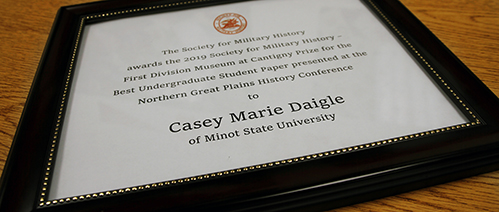 The Society for Military History
awards the 2019 Society for Military History –
First Division Museum at Cantigny Prize for the
Best Undergraduate Student Paper presented at the
Northern Great Plains History Conference
to
Casey Marie Daigle
of Minot State University